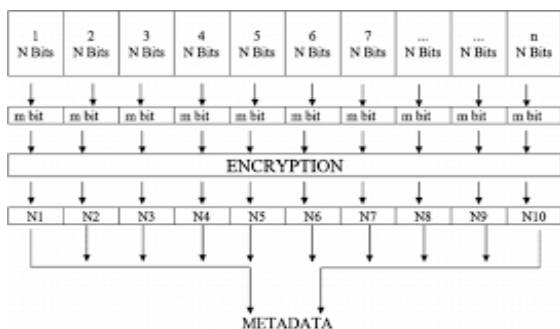 1 2 3 4 5 6 7 ... ... n
N Bits N Bits N Bits N Bits N Bits N Bits N Bits N Bits N Bits N Bits
m bit m bit m bit m bit m bit m bit m bit m bit m bit m bit
ENCRYPTION
N1 N2 N3 N4 N5 N6 N7 N8 N9 N10
METADATA